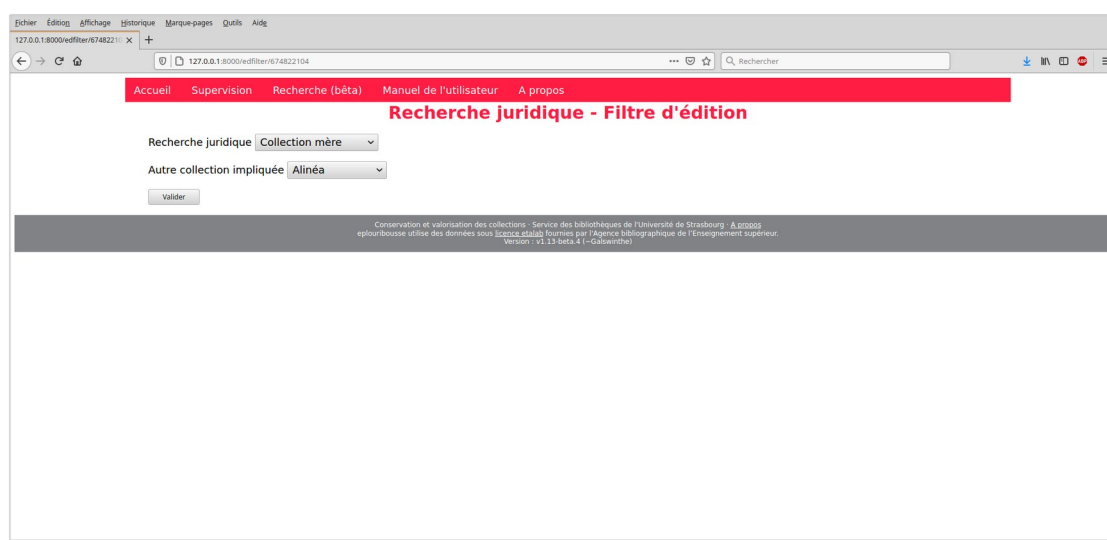 Fichier Édition Affichage Historique Marque-pages Outils Aide
127.0.0.1:8000/edfilter/67482210
127.0.0.1:8000/edfilter/674822104 Rechercher
Accueil Supervision Recherche (bêta) Manuel de l'utilisateur A propos
Recherche juridique - Filtre d'édition
Recherche juridique Collection mère
Autre collection impliquée Alinéa
Valider
Conservation et valorisation des collections - Service des bibliothèques de l'Université de Strasbourg - A propos
eplouribousse utilise des données sous licence etalab fournies par l'Agence bibliographique de l'Enseignement supérieur.
Version : v1.13-beta.4 (~Galswinthe)